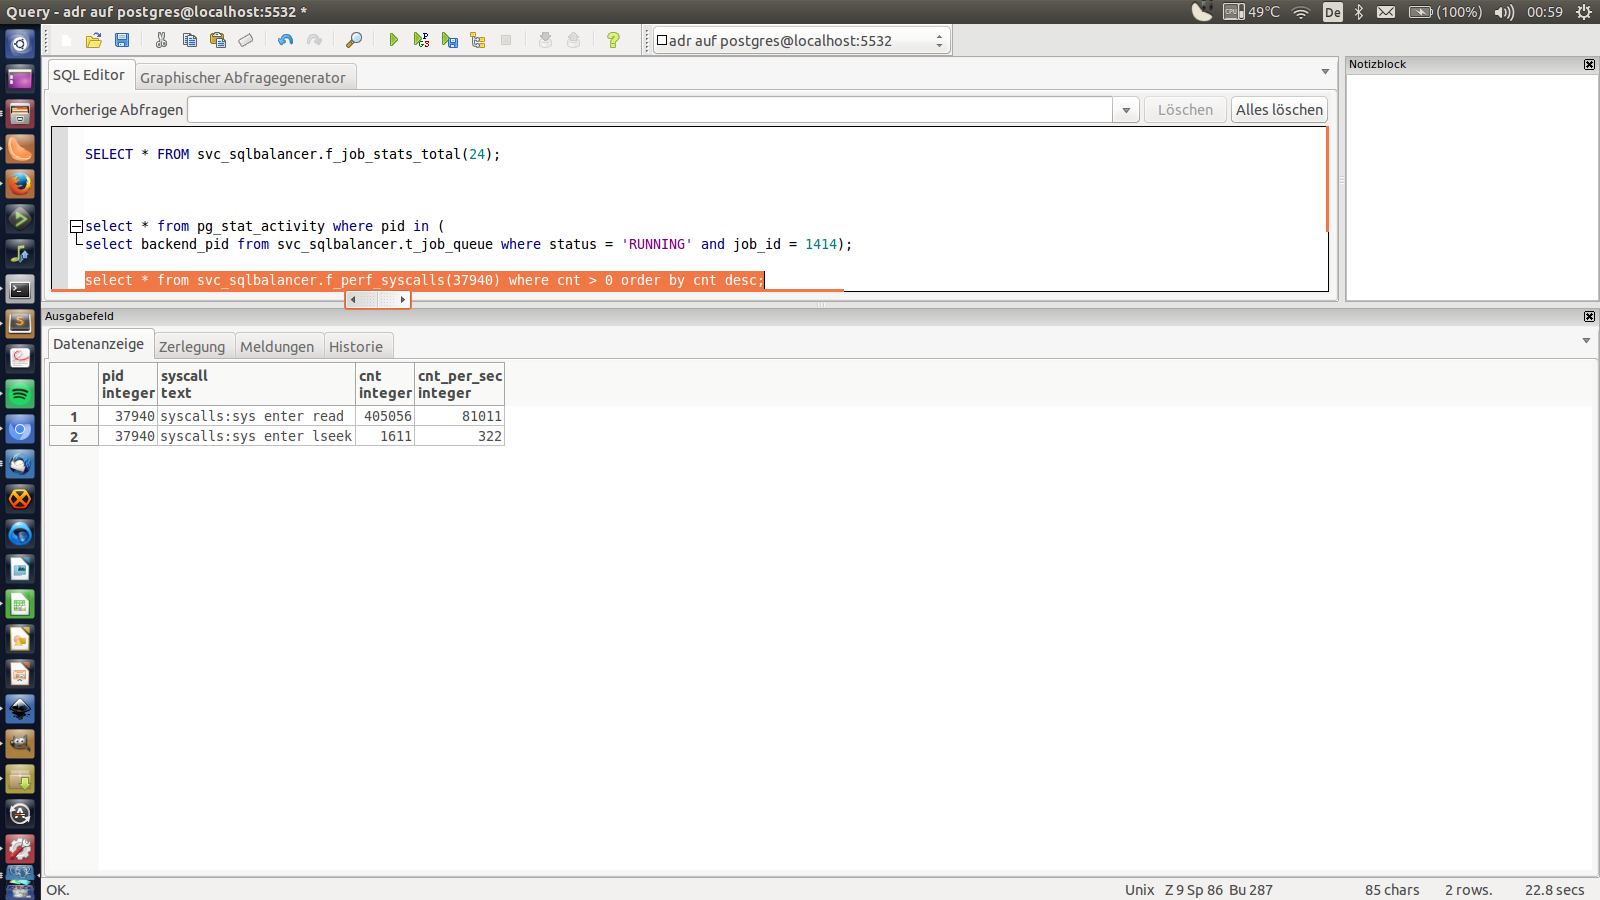 Query - adr auf postgres@localhost:5532 *
49°C De (100%) 00:59
adr auf postgres@localhost:5532
SQL Editor Graphischer Abfragegenerator
Vorherige Abfragen Löschen Alles löschen
SELECT * FROM svc_sqlbalancer.f_job_stats_total(24);
select * from pg_stat_activity where pid in (
select backend_pid from svc_sqlbalancer.t_job_queue where status = 'RUNNING' and job_id = 1414);
select * from svc_sqlbalancer.f_perf_syscalls(37940) where cnt > 0 order by cnt desc;
Notizblock
Ausgabefeld
Datenanzeige Zerlegung Meldungen Historie
pid syscall cnt cnt_per_sec
integer text integer integer
1 37940 syscalls:sys enter read 405056 81011
2 37940 syscalls:sys enter lseek 1611 322
OK. Unix Z 9 Sp 86 Bu 287 85 chars 2 rows. 22.8 secs